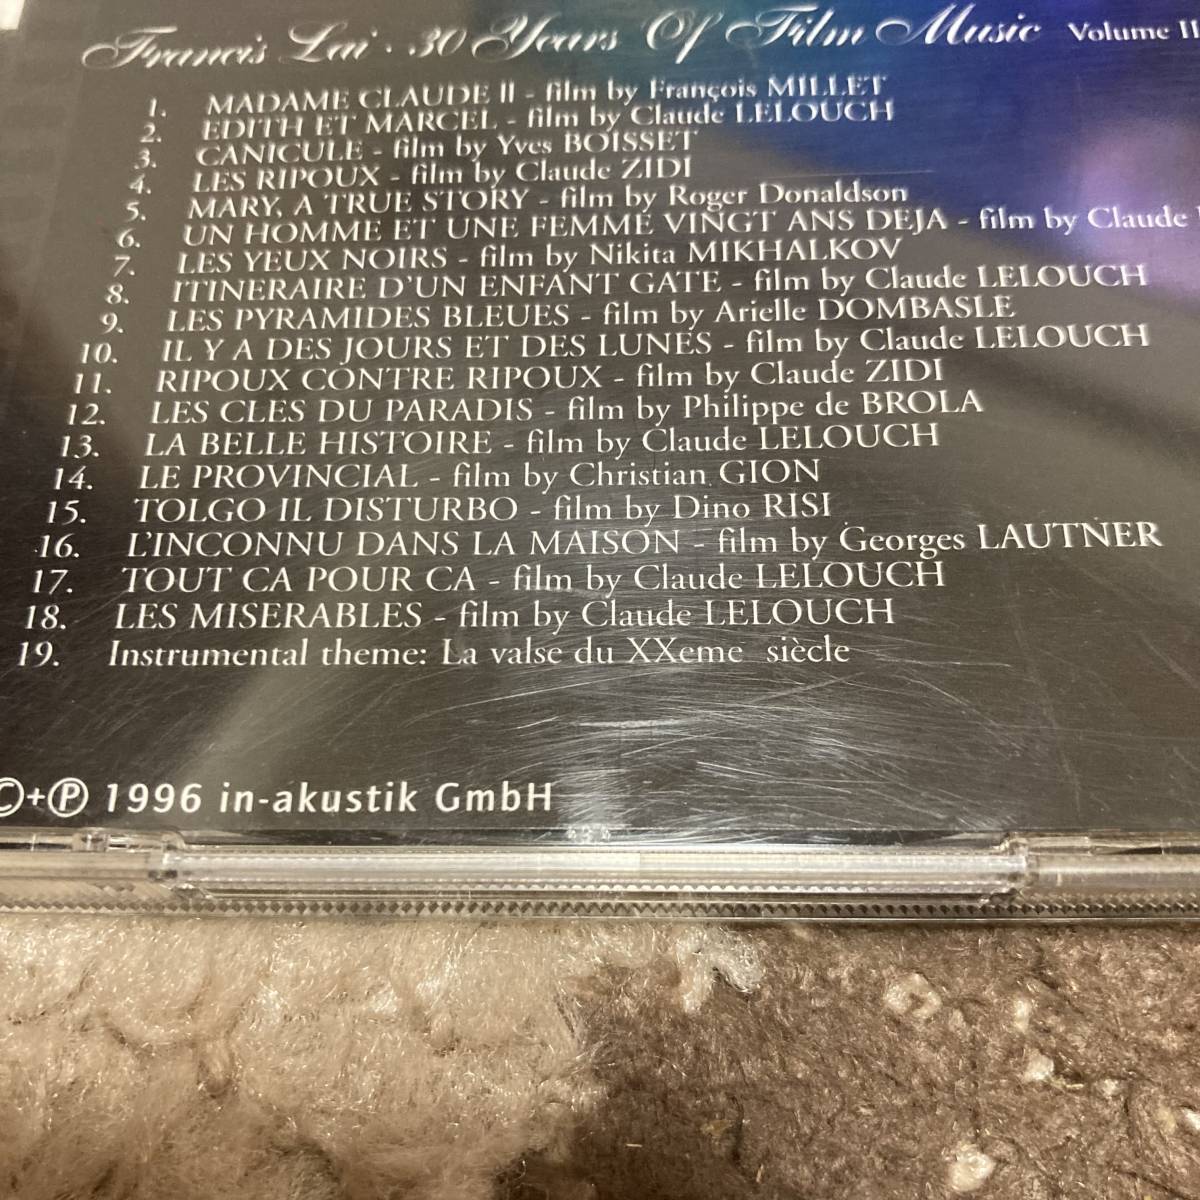 Francis Lai · 30 Years Of Film Music Volume II
1. MADAME CLAUDE II - film by François MILLET
2. EDITH ET MARCEL - film by Claude LELOUCH
3. CANICULE - film by Yves BOISSET
4. LES RIPOUX - film by Claude ZIDI
5. MARY, A TRUE STORY - film by Roger Donaldson
6. UN HOMME ET UNE FEMME VINGT ANS DEJA - film by Claude
7. LES YEUX NOIRS - film by Nikita MIKHALKOV
8. ITINERAIRE D'UN ENFANT GATE - film by Claude LELOUCH
9. LES PYRAMIDES BLEUES - film by Arielle DOMBASLE
10. IL Y A DES JOURS ET DES LUNES - film by Claude LELOUCH
11. RIPOUX CONTRE RIPOUX - film by Claude ZIDI
12. LES CLES DU PARADIS - film by Philippe de BROLA
13. LA BELLE HISTOIRE - film by Claude LELOUCH
14. LE PROVINCIAL - film by Christian GION
15. TOLGO IL DISTURBO - film by Dino RISI
16. L'INCONNU DANS LA MAISON - film by Georges LAUTNER
17. TOUT CA POUR CA - film by Claude LELOUCH
18. LES MISERABLES - film by Claude LELOUCH
19. Instrumental theme: La valse du XXeme siècle
©+℗ 1996 in-akustik GmbH